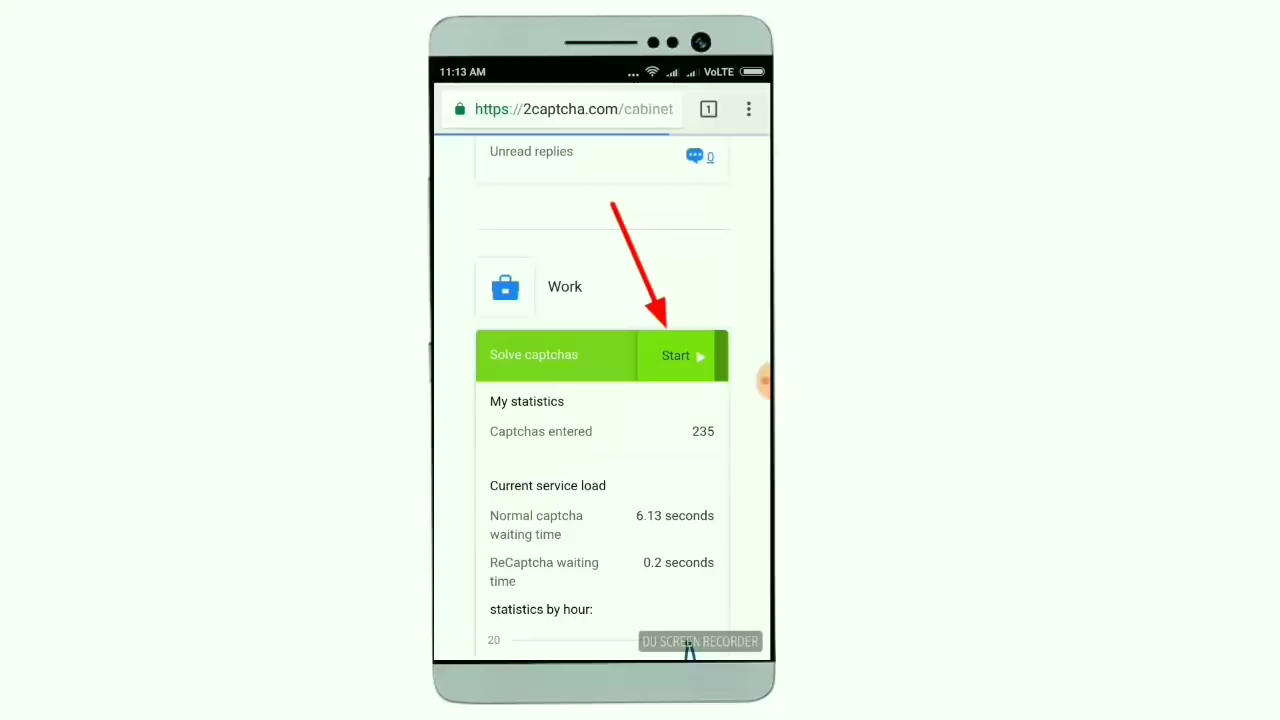 11:13 AM
VoLTE
https://2captcha.com/cabinet
1
Unread replies
0
Work
Solve captchas
Start
My statistics
Captchas entered 235
Current service load
Normal captcha 6.13 seconds
waiting time
ReCaptcha waiting 0.2 seconds
time
statistics by hour:
20
DU SCREEN RECORDER